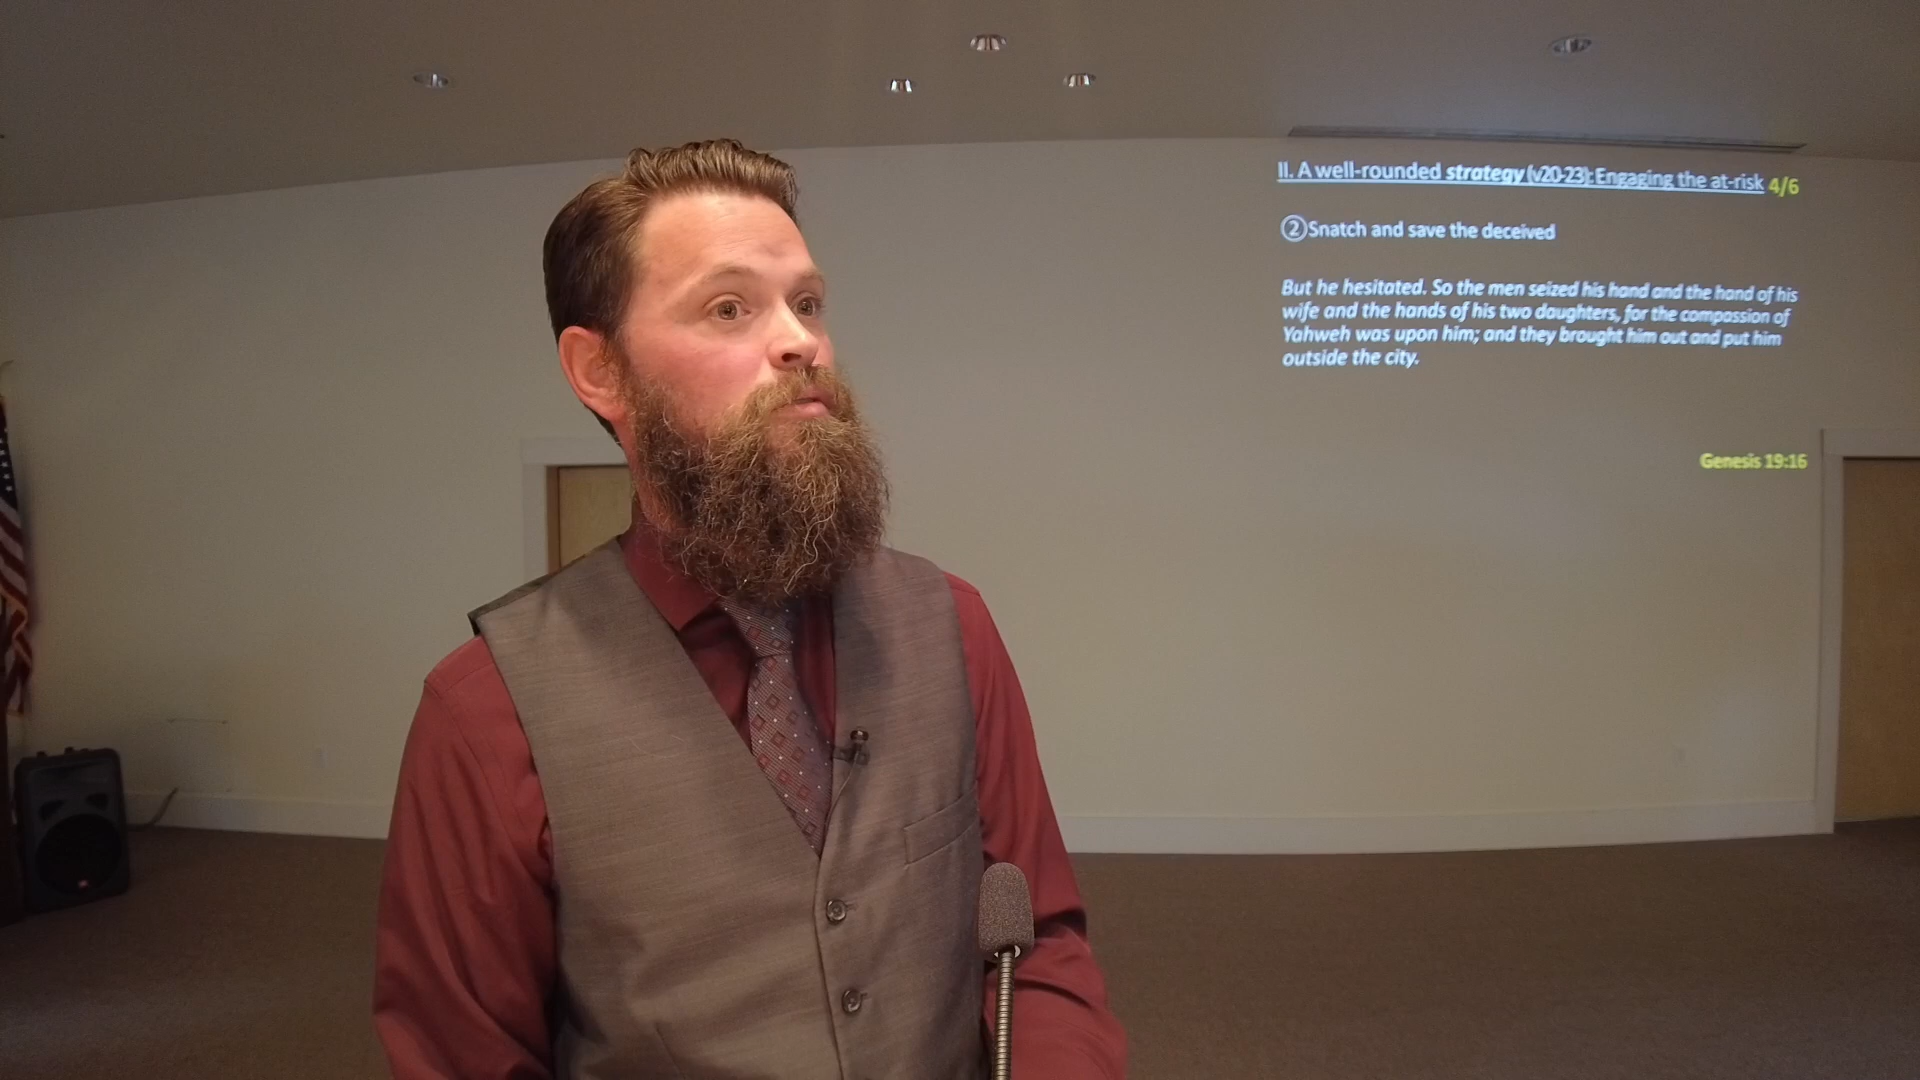 II. A well-rounded strategy (v20-23): Engaging the at-risk 4/6
②Snatch and save the deceived
But he hesitated. So the men seized his hand and the hand of his
wife and the hands of his two daughters, for the compassion of
Yahweh was upon him; and they brought him out and put him
outside the city.
Genesis 19:16